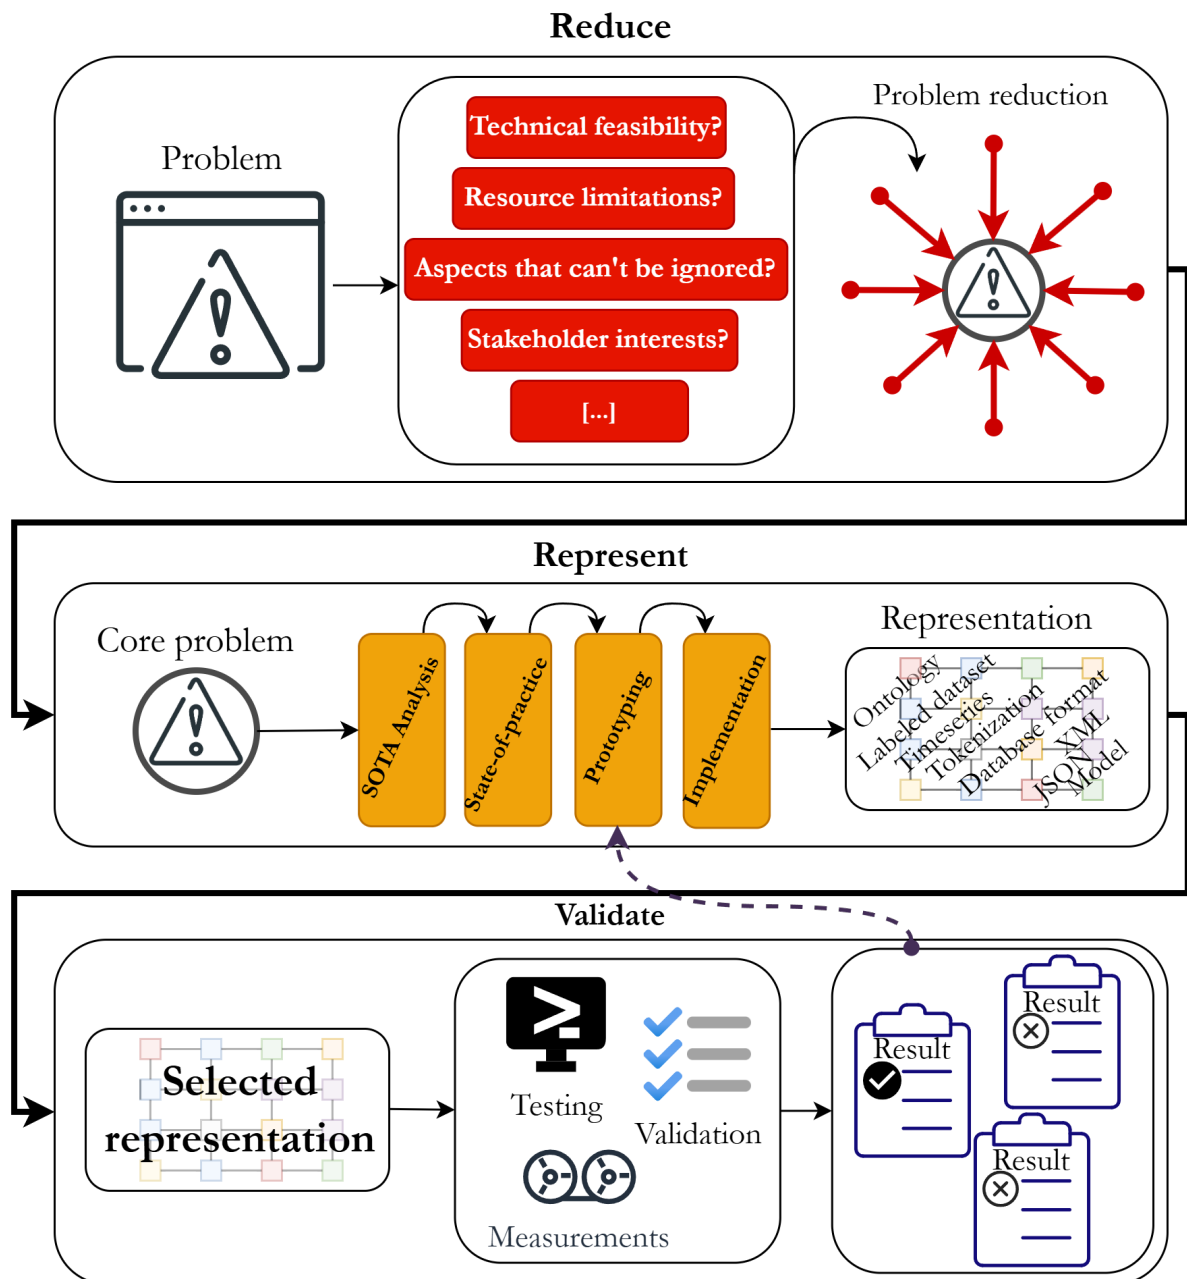 Reduce
Problem
Technical feasibility?
Resource limitations?
Aspects that can't be ignored?
Stakeholder interests?
[...]
Problem reduction
Represent
Core problem
SOTA Analysis
State-of-practice
Prototyping
Implementation
Representation
Ontology
Labeled dataset
Timeseries
Tokenization
Database format
JSON
XML
Model
Validate
Selected
representation
Testing
Validation
Measurements
Result
Result
Result